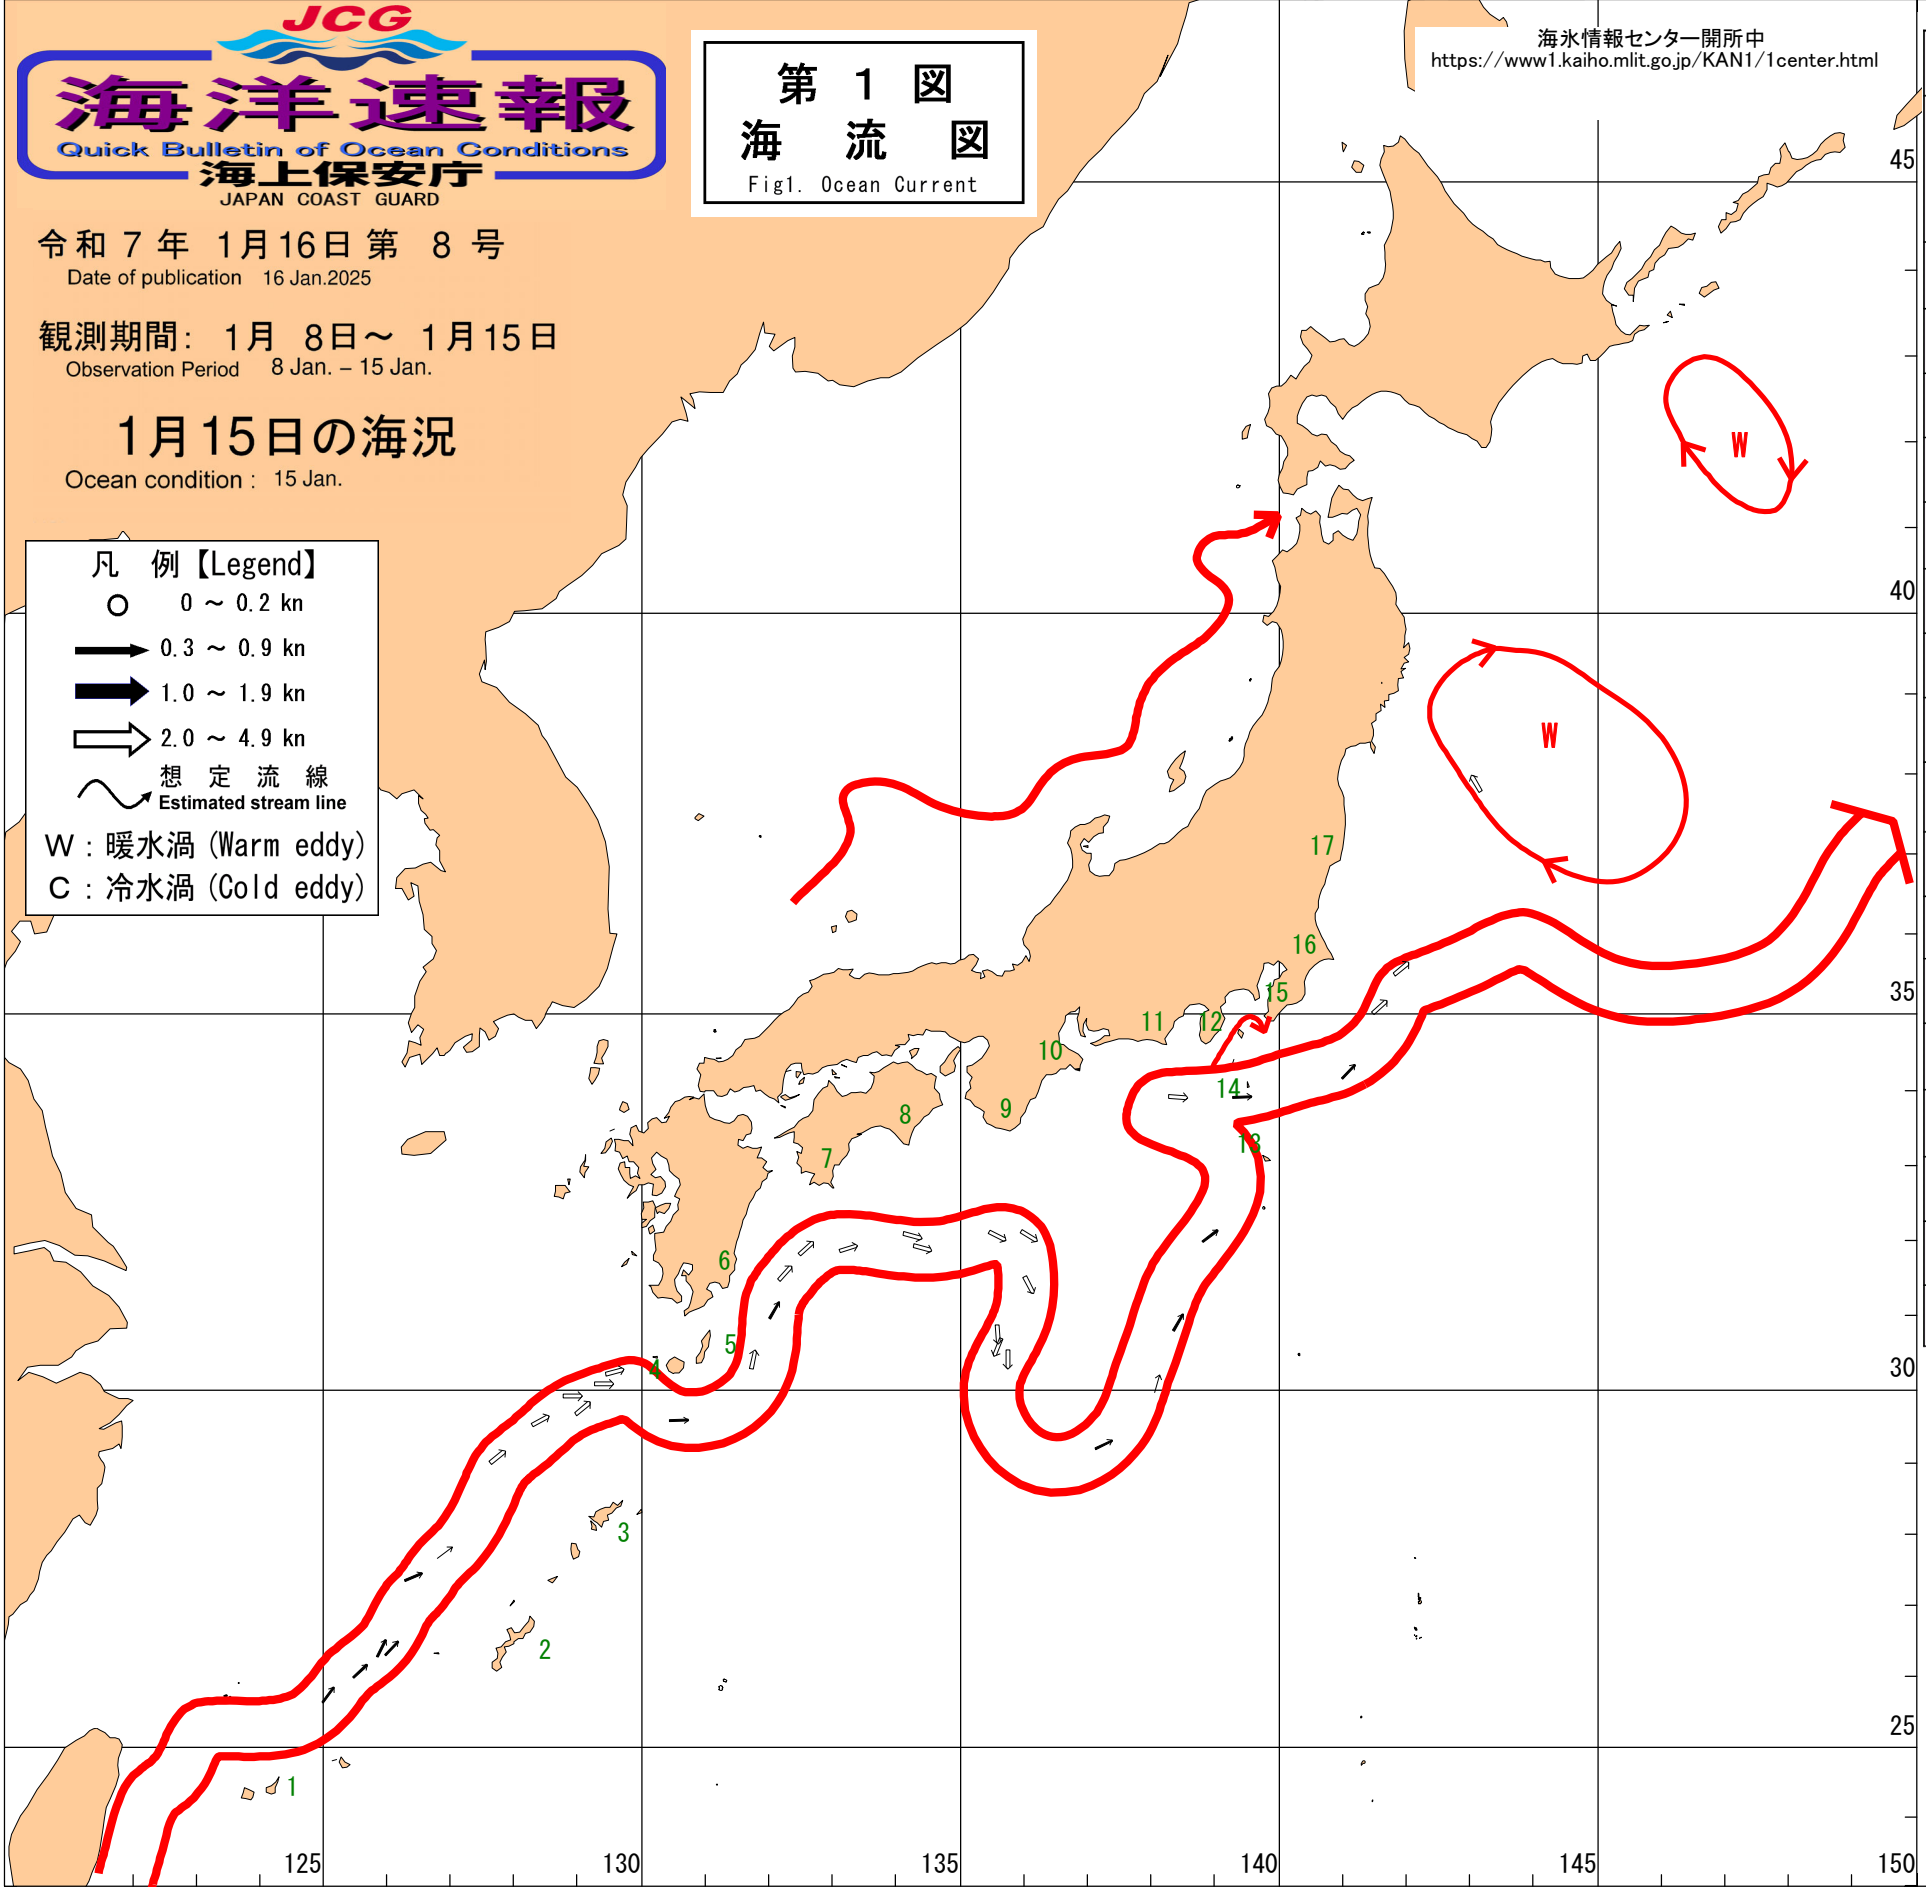 JCG
海洋速報
Quick Bulletin of Ocean Conditions
海上保安庁
JAPAN COAST GUARD
令和 7 年 1月16日 第 8 号
Date of publication 16 Jan.2025
観測期間: 1月 8日~ 1月15日
Observation Period 8 Jan. – 15 Jan.
1月15日の海況
Ocean condition : 15 Jan.
第 1 図
海 流 図
Fig1. Ocean Current
海氷情報センター開所中
https://www1.kaiho.mlit.go.jp/KAN1/1center.html
凡 例【Legend】
0 ~ 0.2 kn
0.3 ~ 0.9 kn
1.0 ~ 1.9 kn
2.0 ~ 4.9 kn
想 定 流 線
Estimated stream line
W : 暖水渦 (Warm eddy)
C : 冷水渦 (Cold eddy)
45
W
40
W
17
16
35
15
12
11
10
14
9
8
13
7
6
5
4
30
3
2
25
1
125
130
135
140
145
150